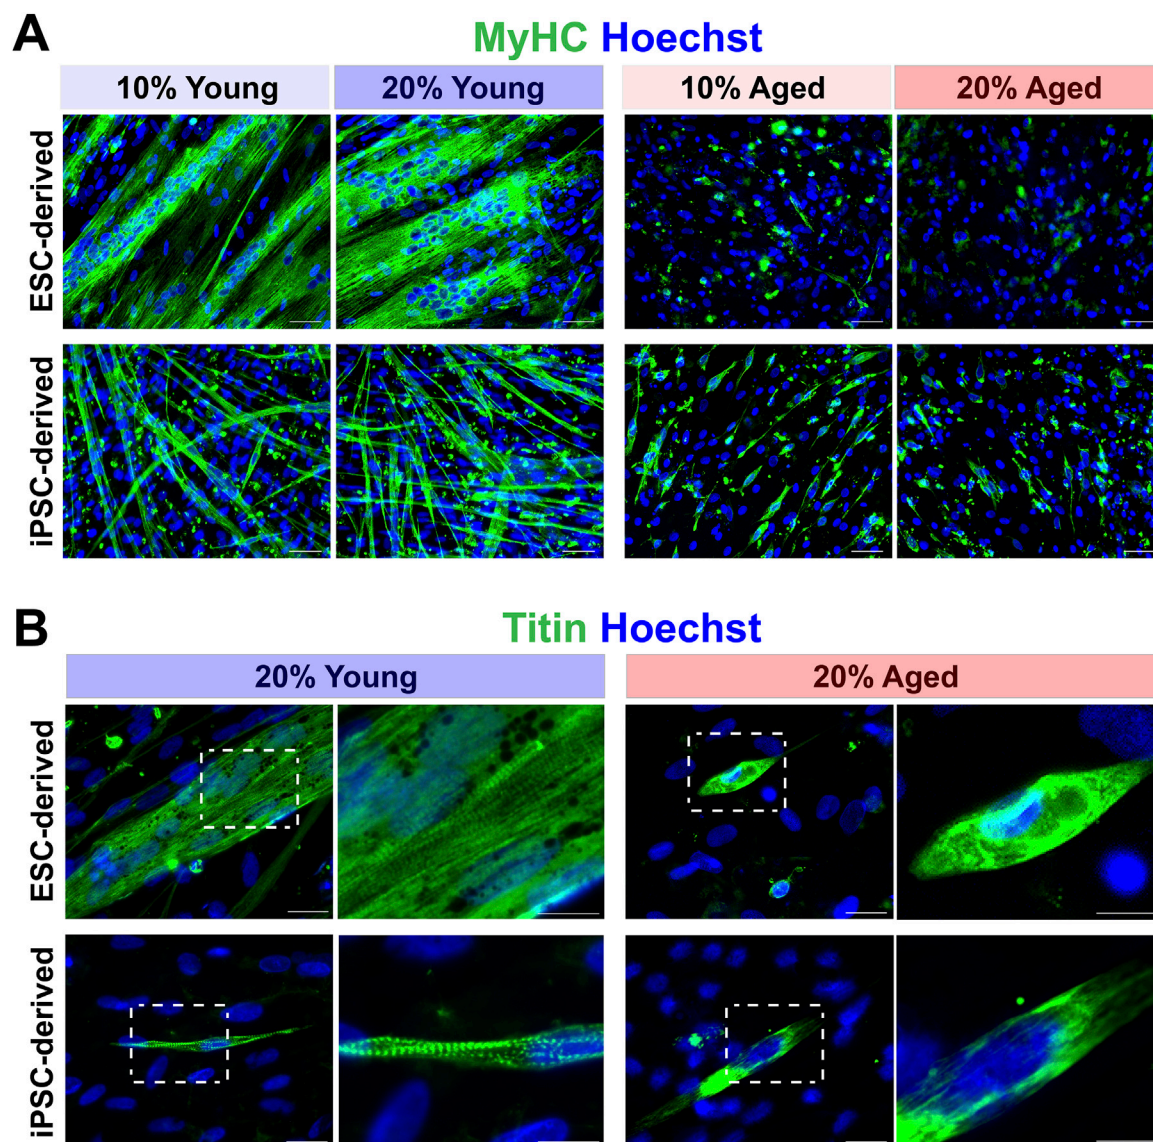 A
MyHC Hoechst
10% Young
20% Young
10% Aged
20% Aged
ESC-derived
iPSC-derived
B
Titin Hoechst
20% Young
20% Aged
ESC-derived
iPSC-derived